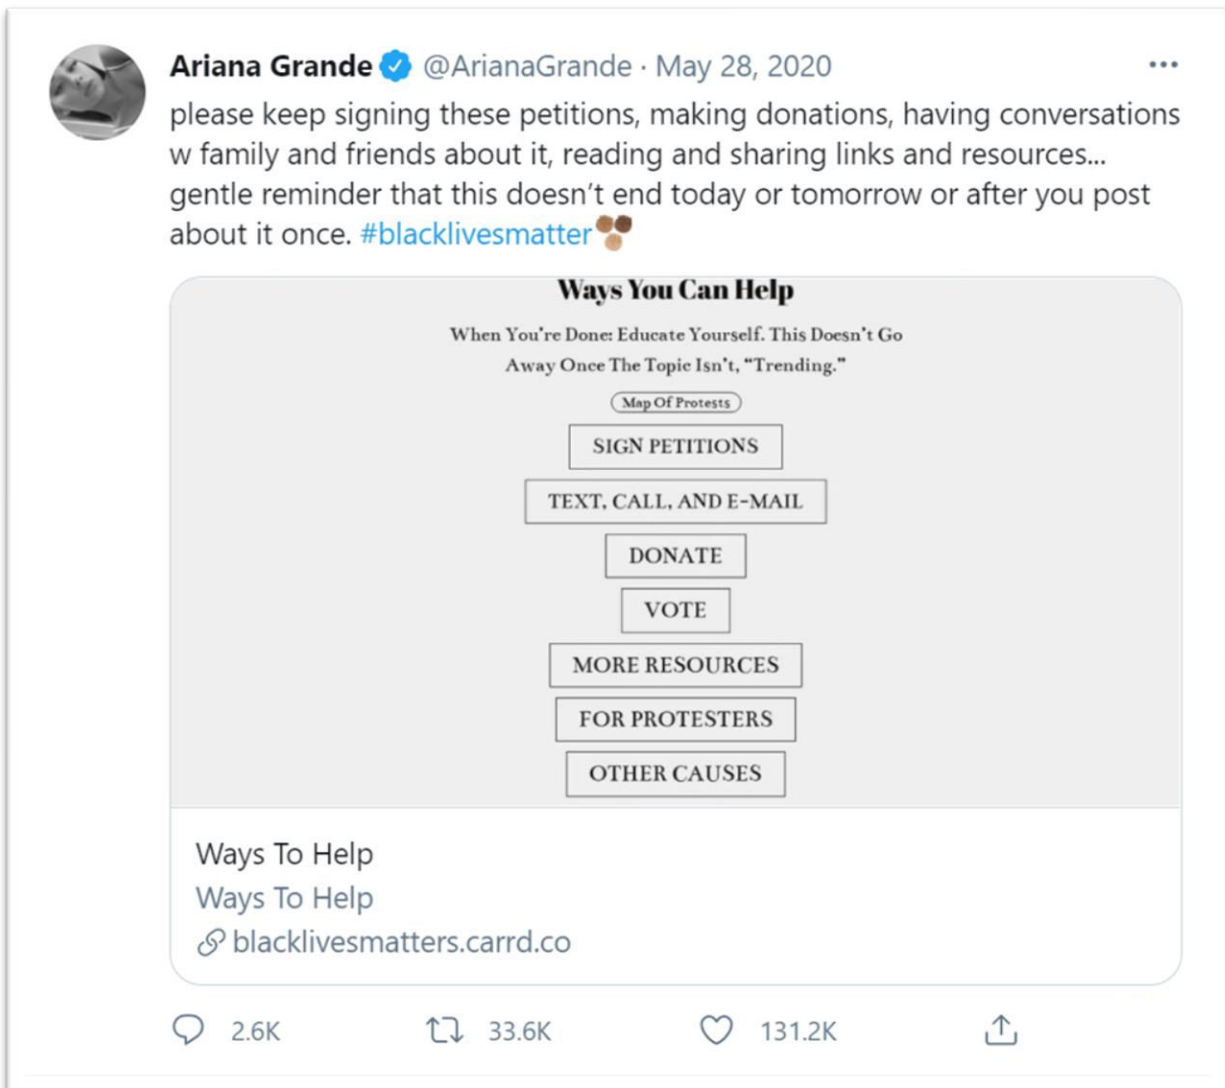 Ariana Grande @ArianaGrande · May 28, 2020
please keep signing these petitions, making donations, having conversations
w family and friends about it, reading and sharing links and resources...
gentle reminder that this doesn't end today or tomorrow or after you post
about it once. #blacklivesmatter
Ways You Can Help
When You're Done: Educate Yourself. This Doesn't Go
Away Once The Topic Isn't, "Trending."
Map Of Protests
SIGN PETITIONS
TEXT, CALL, AND E-MAIL
DONATE
VOTE
MORE RESOURCES
FOR PROTESTERS
OTHER CAUSES
Ways To Help
Ways To Help
blacklivesmatters.carrd.co
2.6K 33.6K 131.2K